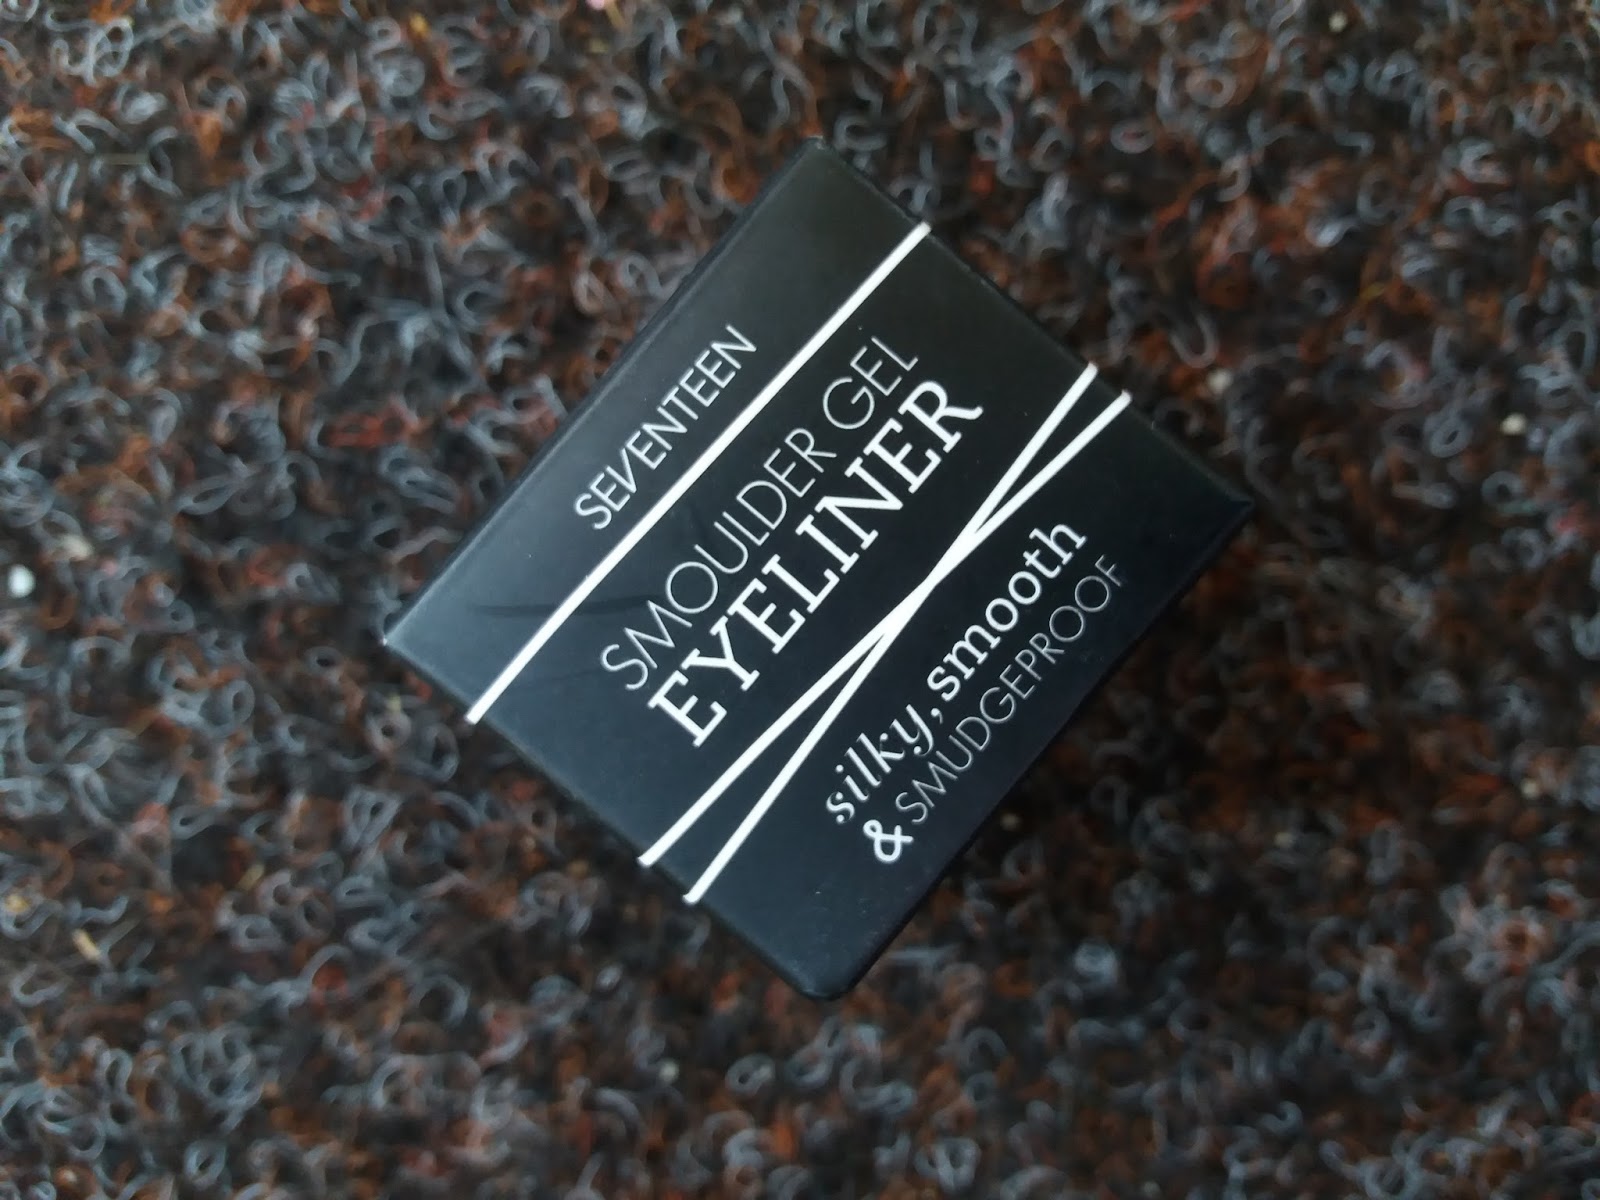 SEVENTEEN
SMOULDER GEL
EYELINER
silky, smooth
& SMUDGEPROOF